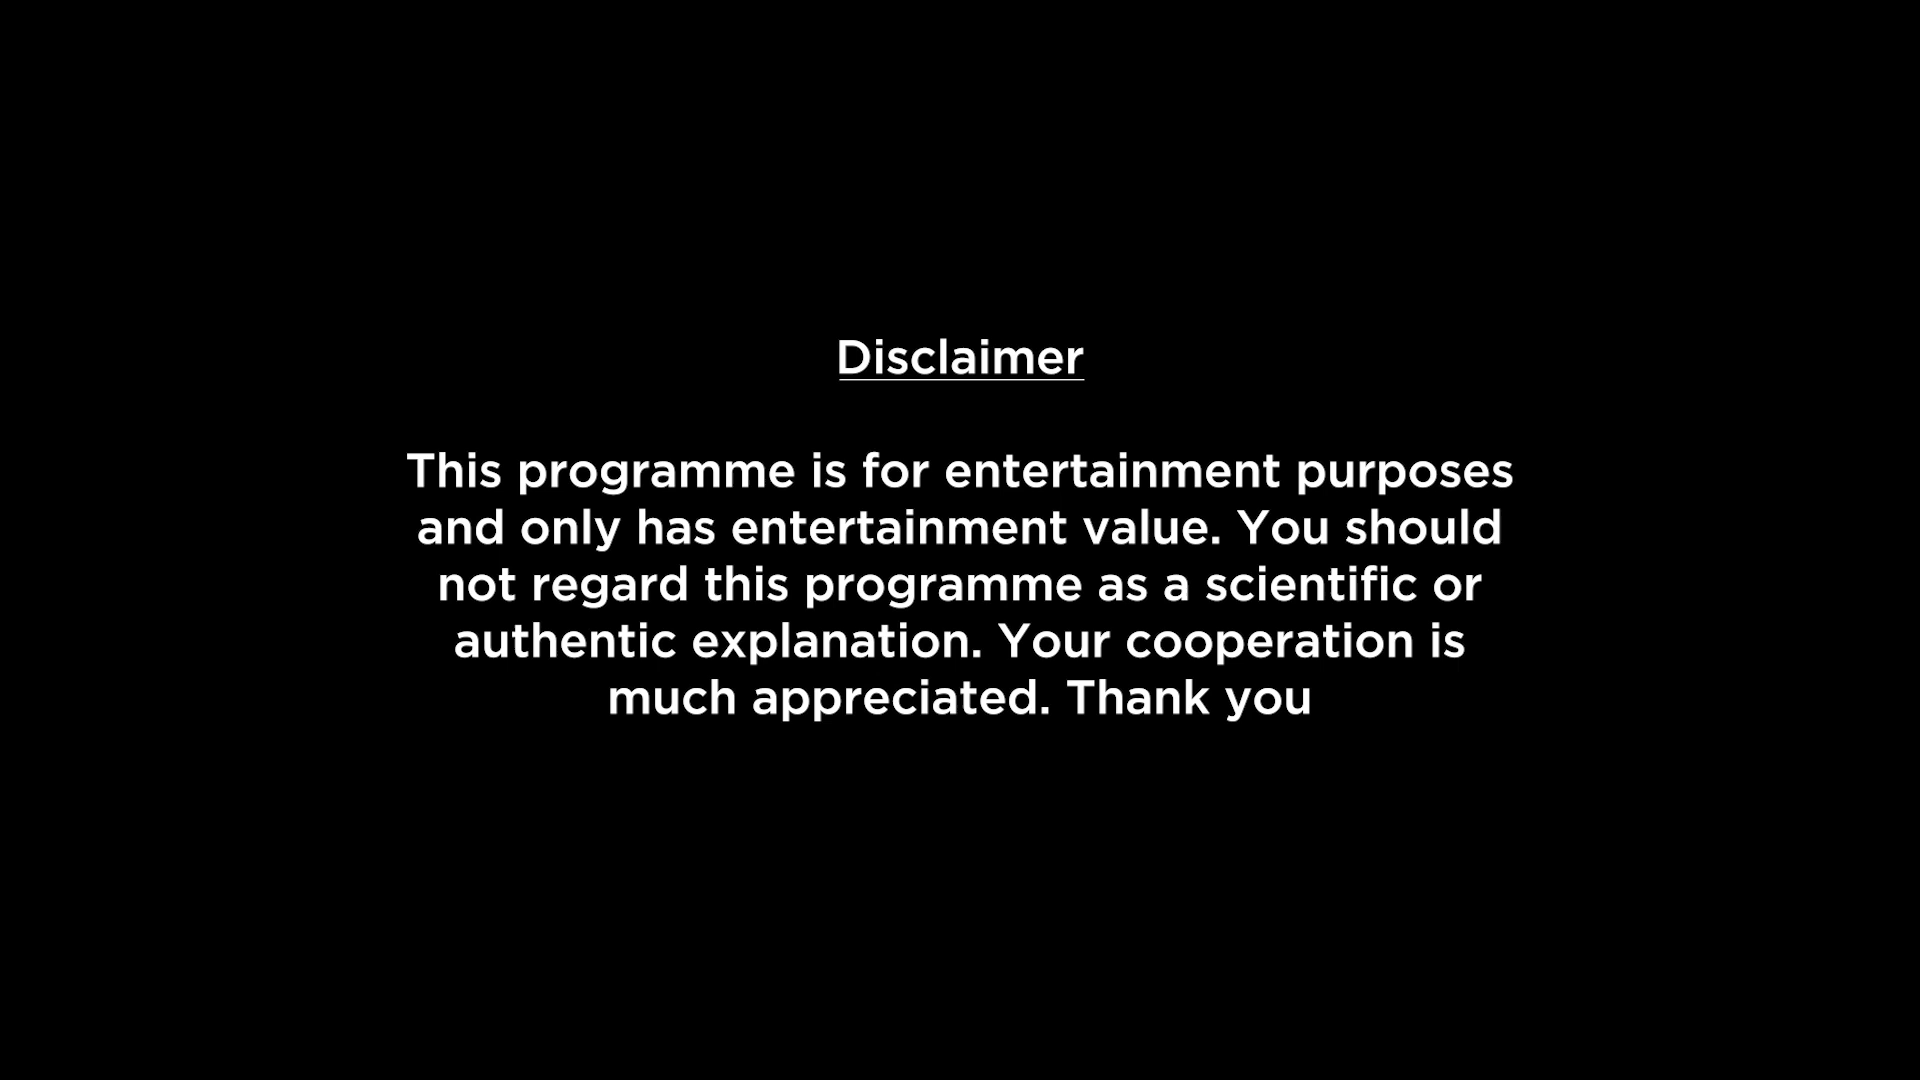 Disclaimer
This programme is for entertainment purposes
and only has entertainment value. You should
not regard this programme as a scientific or
authentic explanation. Your cooperation is
much appreciated. Thank you